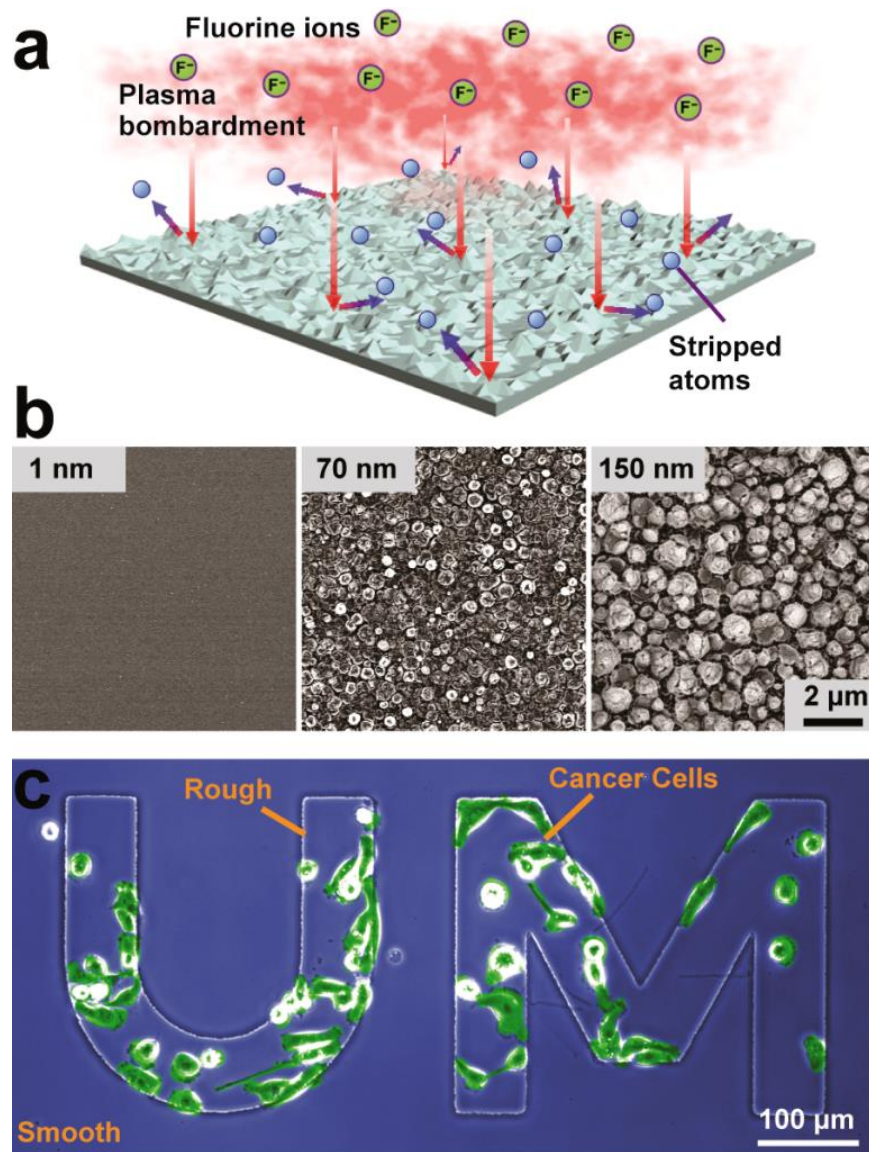 a
Fluorine ions
F-
F-
F-
F-
F-
F-
F-
F-
F-
F-
Plasma
bombardment
Stripped
atoms
b
1 nm
70 nm
150 nm
2 μm
c
Rough
Cancer Cells
Smooth
100 μm